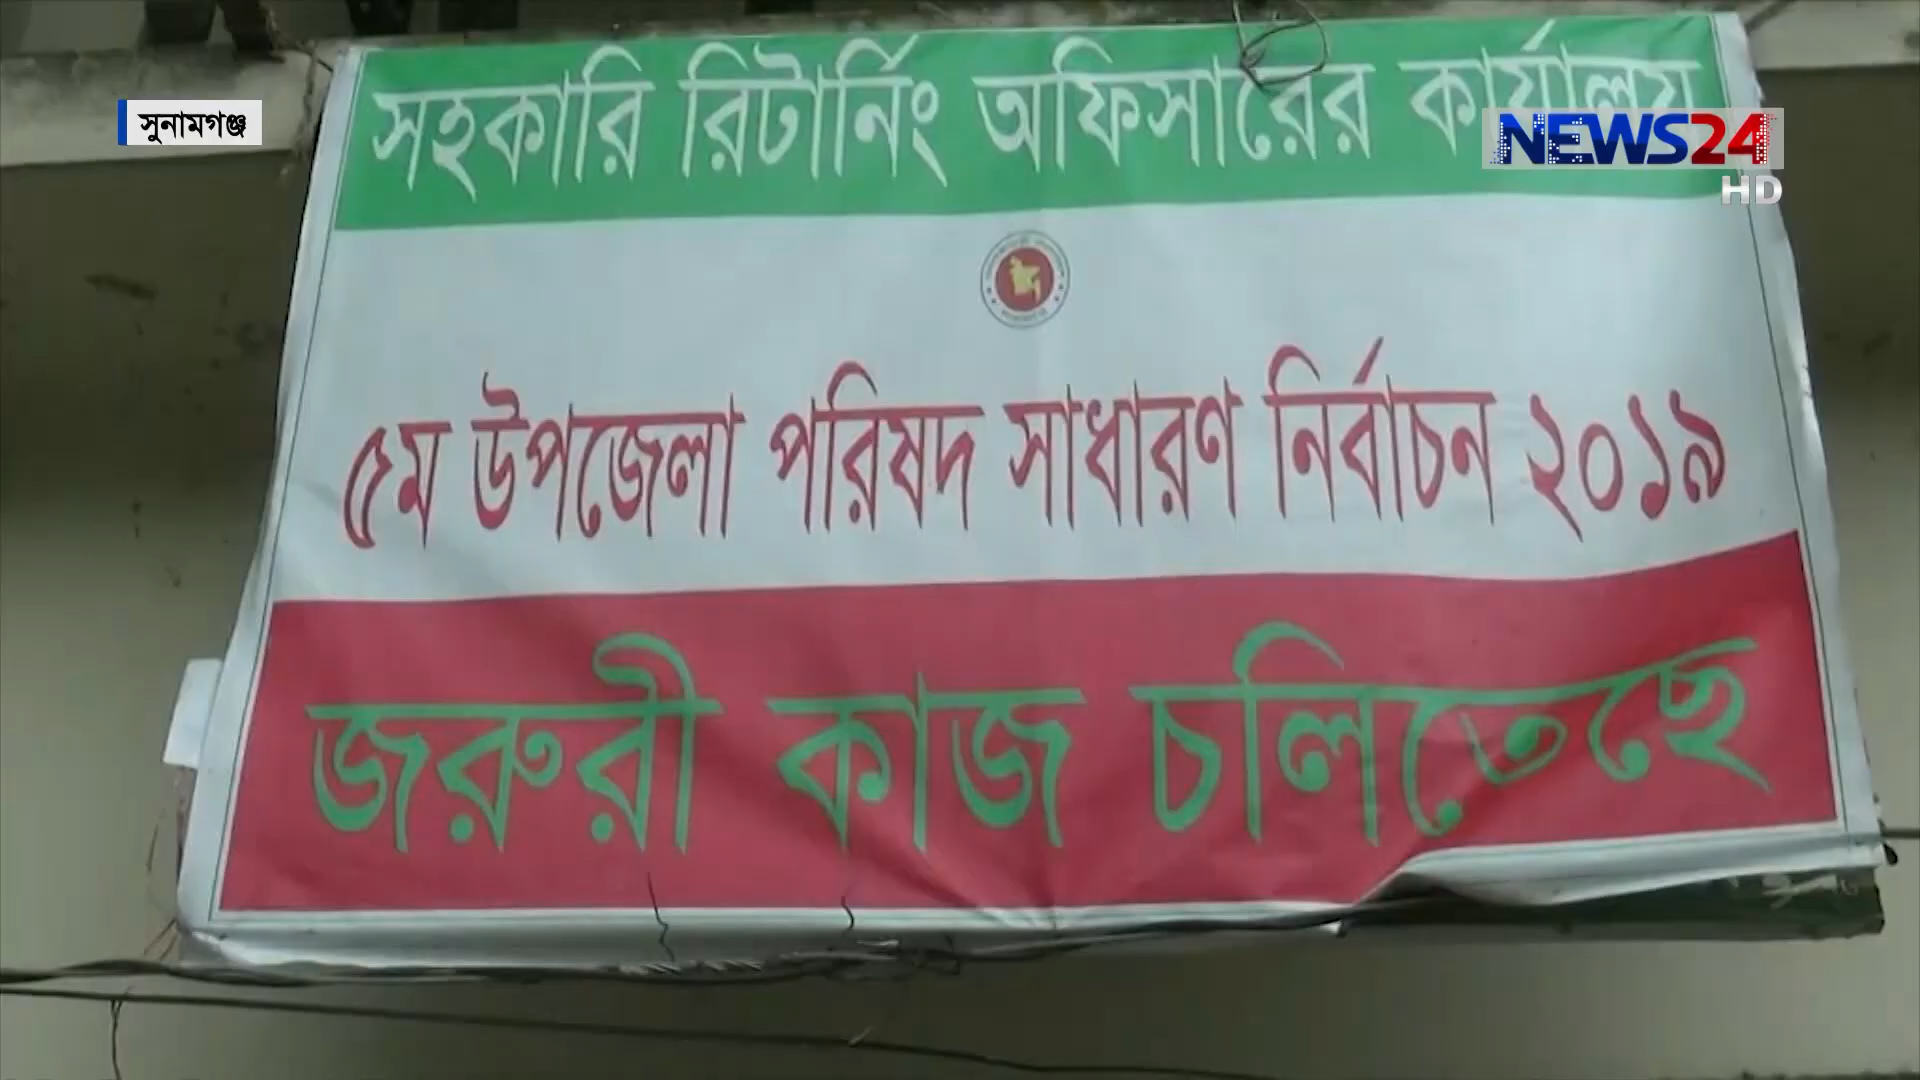 সহকারি রিটার্নিং অফিসারের কার্যালয়
সুনামগঞ্জ
NEWS24
HD
৫ম উপজেলা পরিষদ সাধারণ নির্বাচন ২০১৯
জরুরী কাজ চলিতেছে